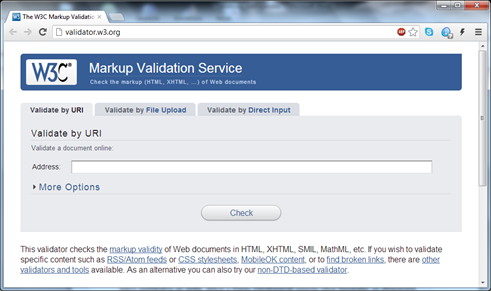 The W3C Markup Validatio
validator.w3.org
W3C® Markup Validation Service
Check the markup (HTML, XHTML, ...) of Web documents
Validate by URI Validate by File Upload Validate by Direct Input
Validate by URI
Validate a document online:
Address:
More Options
Check
This validator checks the markup validity of Web documents in HTML, XHTML, SMIL, MathML, etc. If you wish to validate
specific content such as RSS/Atom feeds or CSS stylesheets, MobileOK content, or to find broken links, there are other
validators and tools available. As an alternative you can also try our non-DTD-based validator.